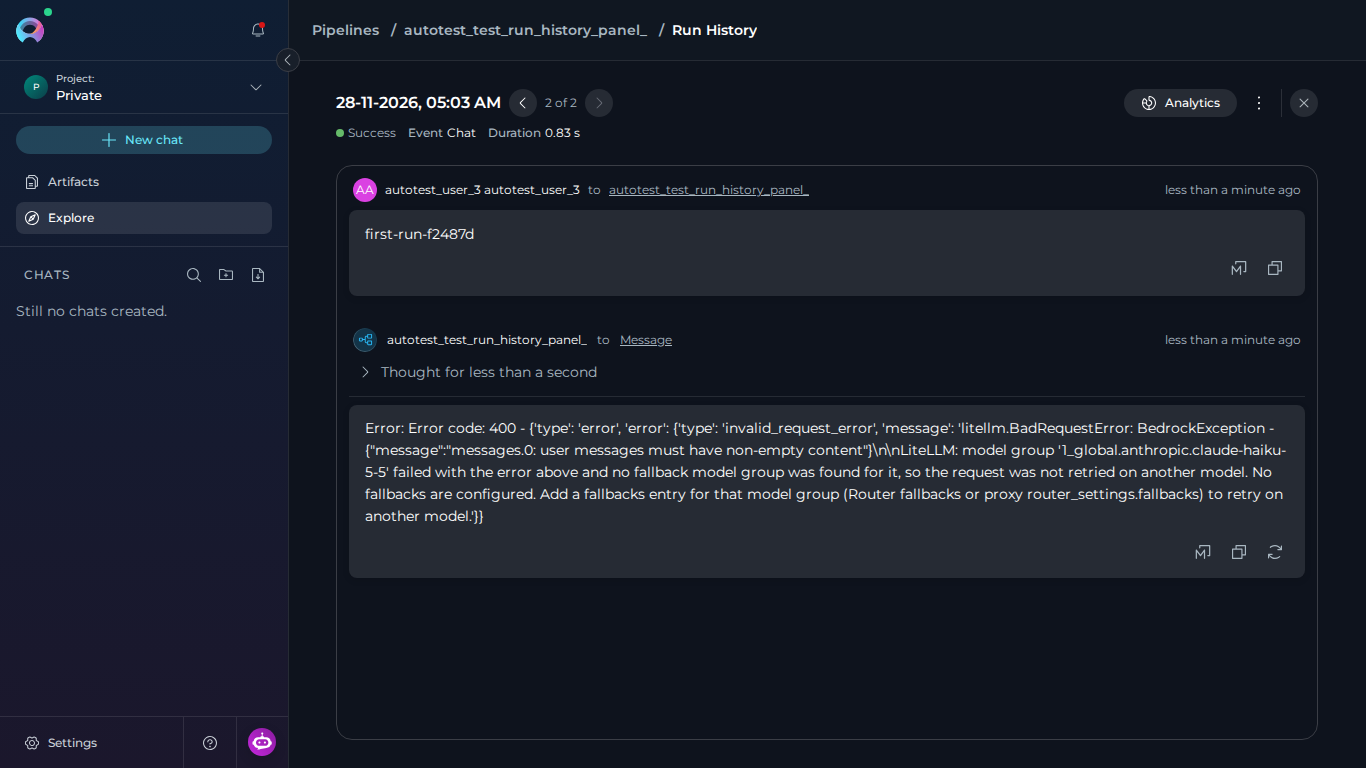 Pipelines / autotest_test_run_history_panel_ / Run History
P
Project:
Private
New chat
Artifacts
Explore
CHATS
Still no chats created.
Settings
28-11-2026, 05:03 AM
2 of 2
Analytics
Success Event Chat Duration 0.83 s
AA autotest_user_3 autotest_user_3 to autotest_test_run_history_panel_ less than a minute ago
first-run-f2487d
autotest_test_run_history_panel_ to Message less than a minute ago
Thought for less than a second
Error: Error code: 400 - {'type': 'error', 'error': {'type': 'invalid_request_error', 'message': 'litellm.BadRequestError: BedrockException -
{"message":"messages.0: user messages must have non-empty content"}\n\nLiteLLM: model group '1_global.anthropic.claude-haiku-
5-5' failed with the error above and no fallback model group was found for it, so the request was not retried on another model. No
fallbacks are configured. Add a fallbacks entry for that model group (Router fallbacks or proxy router_settings.fallbacks) to retry on
another model.'}}